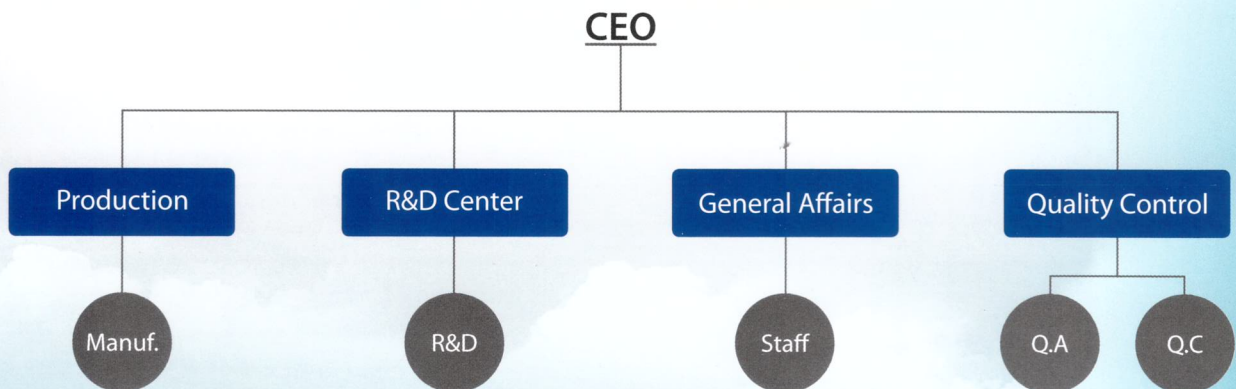 CEO
Production
R&D Center
General Affairs
Quality Control
Manuf.
R&D
Staff
Q.A
Q.C